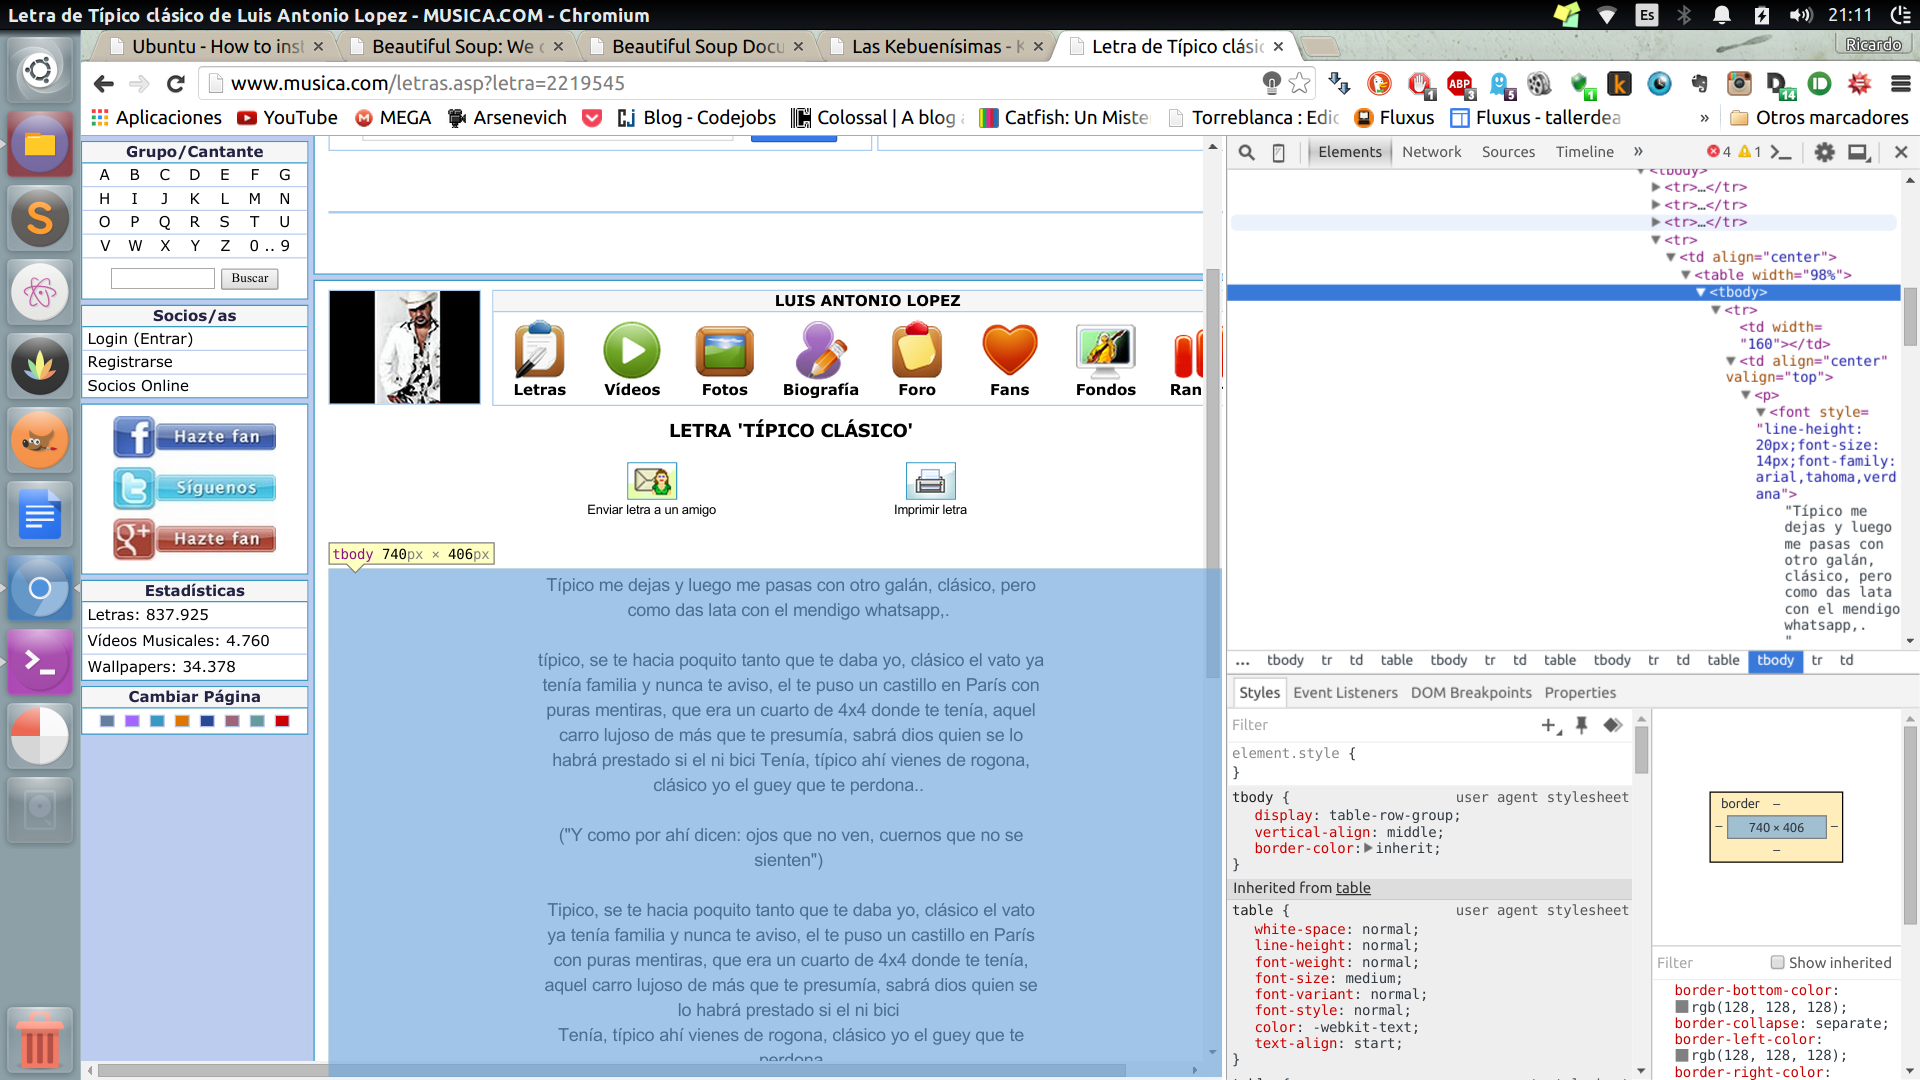 Letra de Típico clásico de Luis Antonio Lopez - MUSICA.COM - Chromium
Es
21:11
Ubuntu - How to inst
Beautiful Soup: We
Beautiful Soup Docu
Las Kebuenísimas - K
Letra de Típico clásic
Ricardo
www.musica.com/letras.asp?letra=2219545
1
ABP
3
5
1
k
14
Aplicaciones
YouTube
MEGA
Arsenevich
Blog - Codejobs
Colossal | A blog
Catfish: Un Miste
Torreblanca : Edic
Fluxus
Fluxus - tallerdea
»
Otros marcadores
Grupo/Cantante
A B C D E F G
H I J K L M N
O P Q R S T U
V W X Y Z 0 .. 9
Buscar
Socios/as
Login (Entrar)
Registrarse
Socios Online
Hazte fan
Síguenos
Hazte fan
Estadísticas
Letras: 837.925
Vídeos Musicales: 4.760
Wallpapers: 34.378
Cambiar Página
LUIS ANTONIO LOPEZ
Letras
Vídeos
Fotos
Biografía
Foro
Fans
Fondos
Ran
LETRA 'TÍPICO CLÁSICO'
Enviar letra a un amigo
Imprimir letra
tbody 740px × 406px
Típico me dejas y luego me pasas con otro galán, clásico, pero
como das lata con el mendigo whatsapp,.
típico, se te hacia poquito tanto que te daba yo, clásico el vato ya
tenía familia y nunca te aviso, el te puso un castillo en París con
puras mentiras, que era un cuarto de 4x4 donde te tenía, aquel
carro lujoso de más que te presumía, sabrá dios quien se lo
habrá prestado si el ni bici Tenía, típico ahí vienes de rogona,
clásico yo el guey que te perdona..
("Y como por ahí dicen: ojos que no ven, cuernos que no se
sienten")
Tipico, se te hacia poquito tanto que te daba yo, clásico el vato
ya tenía familia y nunca te aviso, el te puso un castillo en París
con puras mentiras, que era un cuarto de 4x4 donde te tenía,
aquel carro lujoso de más que te presumía, sabrá dios quien se
lo habrá prestado si el ni bici
Tenía, típico ahí vienes de rogona, clásico yo el guey que te
perdona
Elements
Network
Sources
Timeline
»
4
1
<tbody>
<tr>…</tr>
<tr>…</tr>
<tr>…</tr>
<tr>
<td align="center">
<table width="98%">
<tbody>
<tr>
<td width=
"160"></td>
<td align="center"
valign="top">
<p>
<font style=
"line-height:
20px;font-size:
14px;font-family:
arial,tahoma,verd
ana">
"Típico me
dejas y luego
me pasas con
otro galán,
clásico, pero
como das lata
con el mendigo
whatsapp,.
"
... tbody tr td table tbody tr td table tbody tr td table tbody tr td
Styles
Event Listeners
DOM Breakpoints
Properties
Filter
element.style {
}
tbody { user agent stylesheet
display: table-row-group;
vertical-align: middle;
border-color: inherit;
}
Inherited from table
table { user agent stylesheet
white-space: normal;
line-height: normal;
font-weight: normal;
font-size: medium;
font-variant: normal;
font-style: normal;
color: -webkit-text;
text-align: start;
}
border –
– 740 × 406 –
–
Filter
Show inherited
border-bottom-color:
rgb(128, 128, 128);
border-collapse: separate;
border-left-color:
rgb(128, 128, 128);
border-right-color: